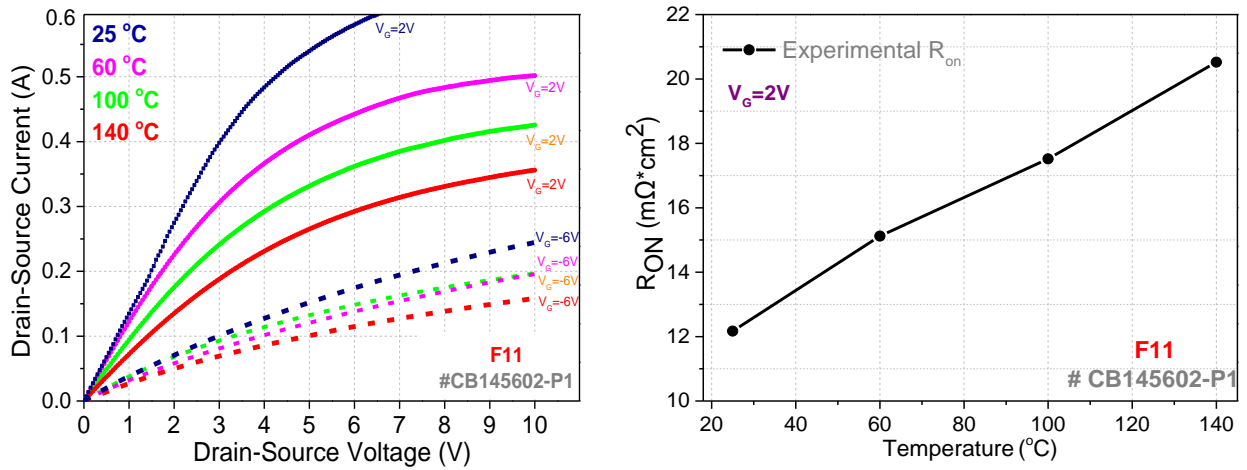 Drain-Source Current (A)
0.6
0.5
0.4
0.3
0.2
0.1
0.0
25 °C
60 °C
100 °C
140 °C
V_G=2V
V_G=2V
V_G=2V
V_G=2V
V_G=-6V
V_G=-6V
V_G=-6V
V_G=-6V
F11
#CB145602-P1
0 1 2 3 4 5 6 7 8 9 10
Drain-Source Voltage (V)
R_ON (mΩ*cm²)
22
20
18
16
14
12
10
Experimental R_on
V_G=2V
F11
# CB145602-P1
20 40 60 80 100 120 140
Temperature (°C)